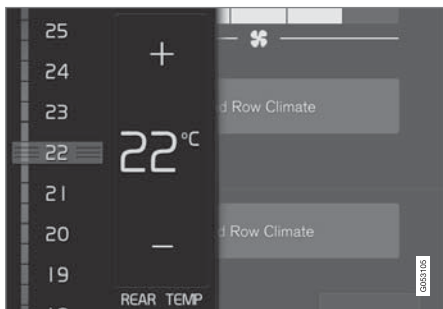 25
24
23
22
21
20
19
+
22°C
−
REAR TEMP
d Row Climate
d Row Climate
G053105